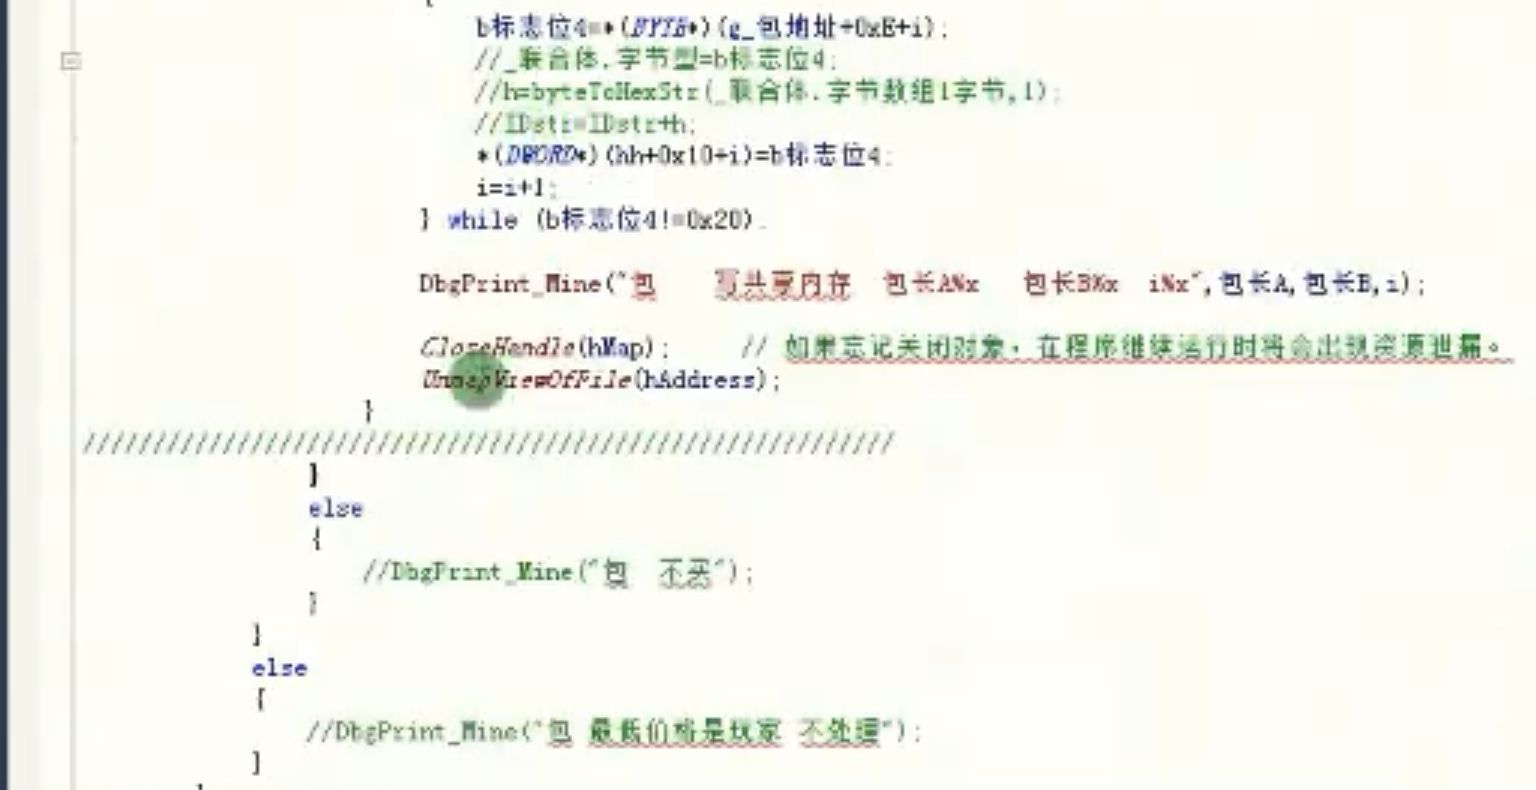 {
b标志位4=*(BYTE*)(g_包地址+0xE+i);
//_联合体.字节型=b标志位4;
//h=byteToHexStr(_联合体.字节数组1字节,1);
//IDstr=IDstr+h;
*(DWORD*)(hh+0x10+i)=b标志位4;
i=i+1;
} while (b标志位4!=0x20);
DbgPrint_Mine("包    写共享内存  包长A%x   包长B%x  i%x",包长A,包长B,i);
CloseHandle(hMap);     // 如果忘记关闭对象，在程序继续运行时将会出现资源泄漏。
UnmapViewOfFile(hAddress);
}
//////////////////////////////////////////////////////////
}
else
{
//DbgPrint_Mine("包  不买");
}
}
else
{
//DbgPrint_Mine("包 最低价格是玩家 不处理");
}